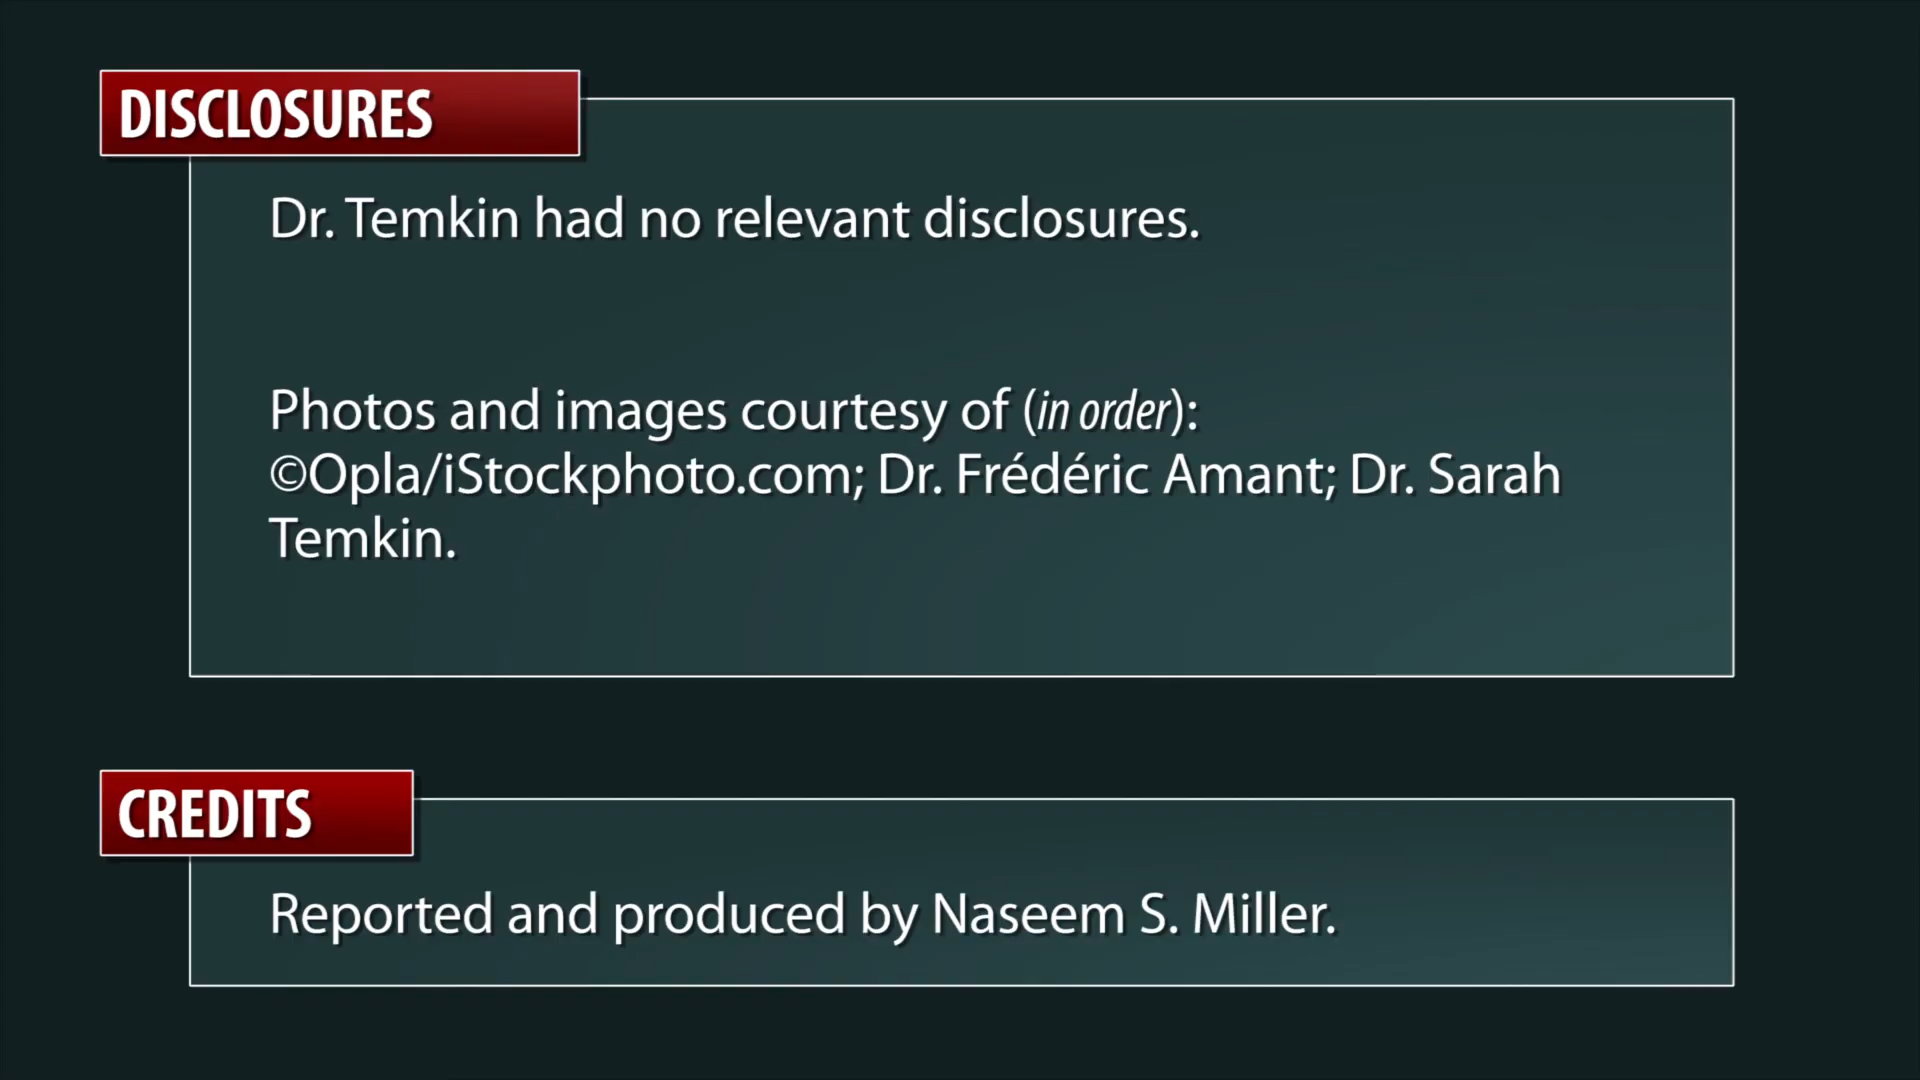 DISCLOSURES
Dr. Temkin had no relevant disclosures.
Photos and images courtesy of (in order):
©Opla/iStockphoto.com; Dr. Frédéric Amant; Dr. Sarah
Temkin.
CREDITS
Reported and produced by Naseem S. Miller.